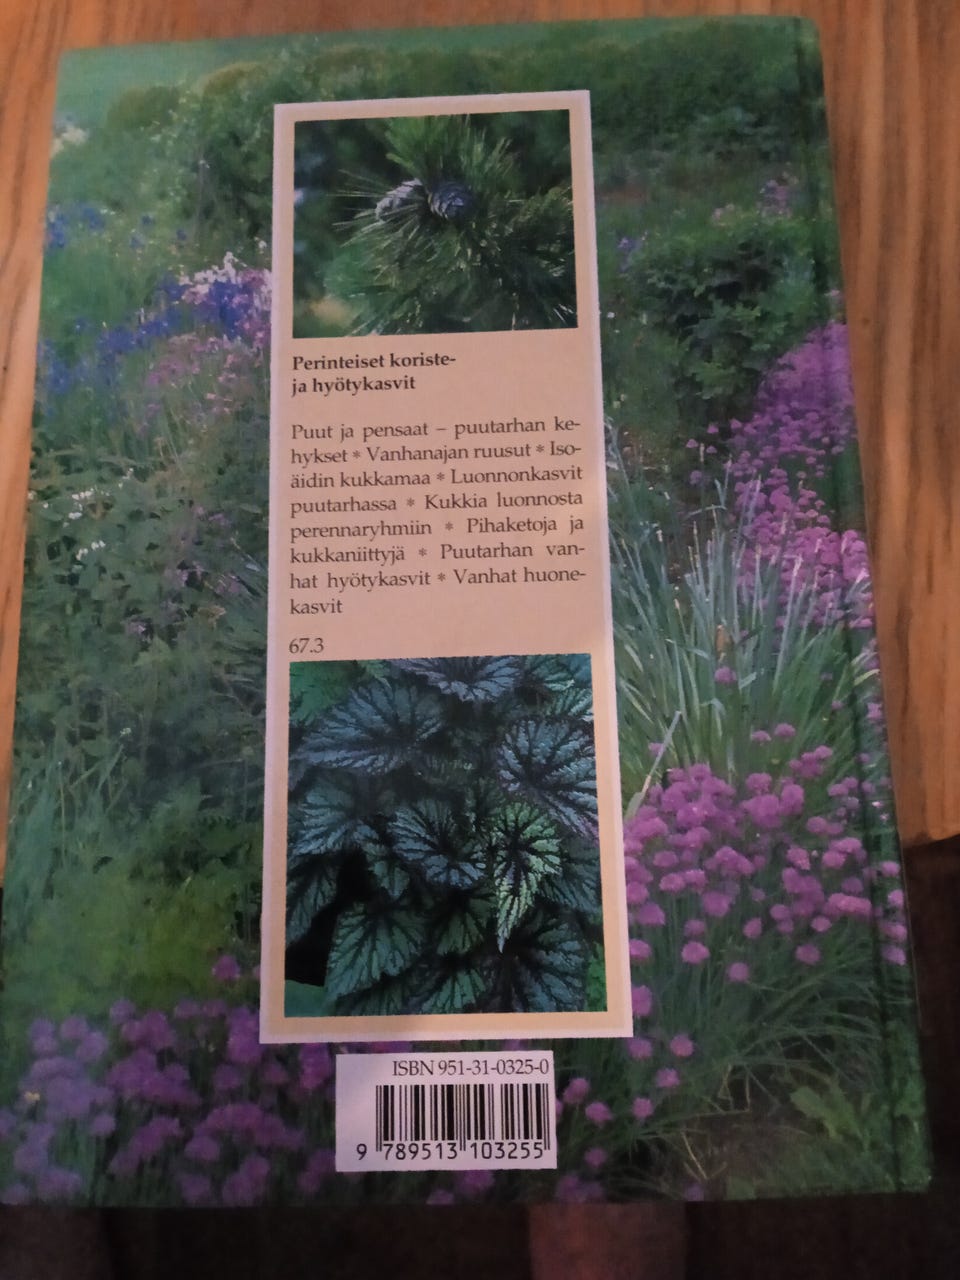 Perinteiset koriste-
ja hyötykasvit
Puut ja pensaat – puutarhan ke-
hykset * Vanhanajan ruusut * Iso-
äidin kukkamaa * Luonnonkasvit
puutarhassa * Kukkia luonnosta
perennaryhmiin * Pihaketoja ja
kukkaniittyjä * Puutarhan van-
hat hyötykasvit * Vanhat huone-
kasvit
67.3
ISBN 951-31-0325-0
9 789513 103255